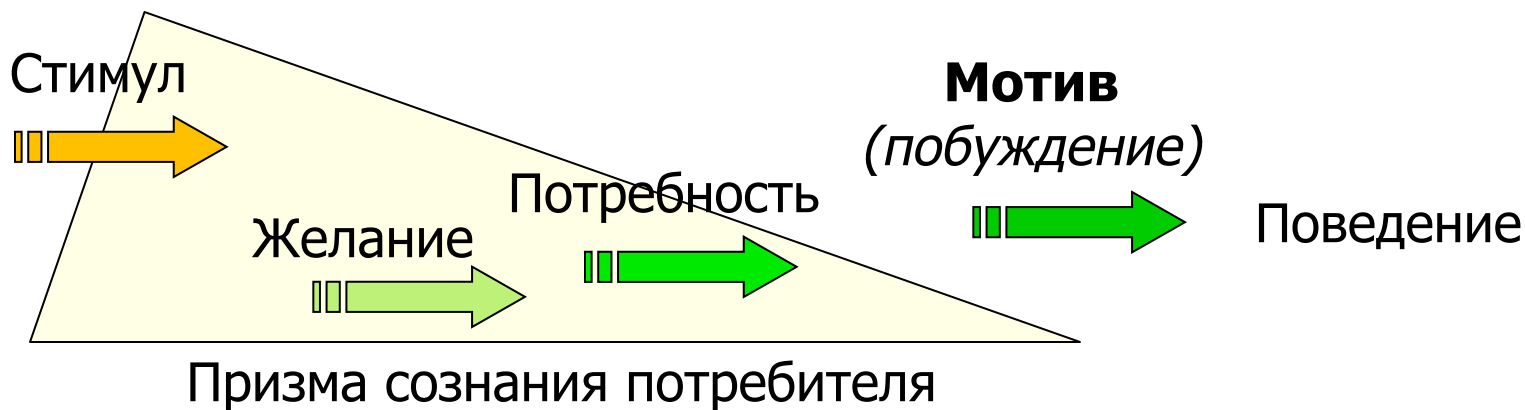 Стимул
Мотив
(побуждение)
Потребность
Желание
Поведение
Призма сознания потребителя